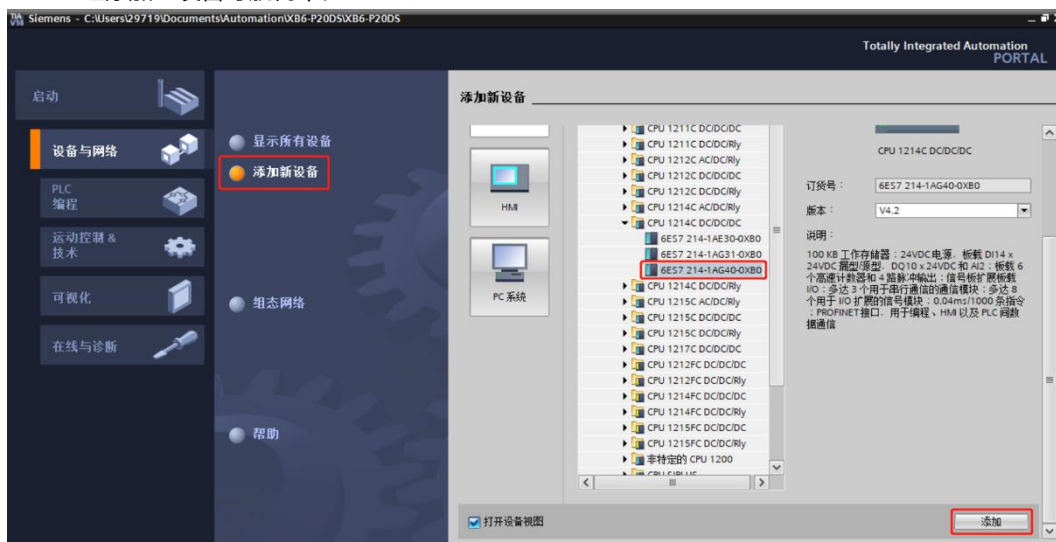 Siemens - C:\Users\29719\Documents\Automation\XB6-P20DS\XB6-P20DS
Totally Integrated Automation
PORTAL
启动
设备与网络
PLC
编程
运动控制 &
技术
可视化
在线与诊断
显示所有设备
添加新设备
组态网络
帮助
添加新设备
HMI
PC 系统
CPU 1211C DC/DC/DC
CPU 1211C DC/DC/Rly
CPU 1212C AC/DC/Rly
CPU 1212C DC/DC/DC
CPU 1212C DC/DC/Rly
CPU 1214C AC/DC/Rly
CPU 1214C DC/DC/DC
6ES7 214-1AE30-0XB0
6ES7 214-1AG31-0XB0
6ES7 214-1AG40-0XB0
CPU 1214C DC/DC/Rly
CPU 1215C AC/DC/Rly
CPU 1215C DC/DC/DC
CPU 1215C DC/DC/Rly
CPU 1217C DC/DC/DC
CPU 1212FC DC/DC/DC
CPU 1212FC DC/DC/Rly
CPU 1214FC DC/DC/DC
CPU 1214FC DC/DC/Rly
CPU 1215FC DC/DC/DC
CPU 1215FC DC/DC/Rly
非特定的 CPU 1200
CPU SIPLUS
CPU 1214C DC/DC/DC
订货号：
6ES7 214-1AG40-0XB0
版本：
V4.2
说明：
100 KB 工作存储器；24VDC电源，板载 DI14 x
24VDC 漏型/源型，DQ10 x 24VDC 和 AI2；板载 6
个高速计数器和 4 路脉冲输出；信号板扩展板载
I/O；多达 3 个用于串行通信的通信模块；多达 8
个用于 I/O 扩展的信号模块；0.04ms/1000 条指令
；PROFINET 接口，用于编程、HMI 以及 PLC 间数
据通信
打开设备视图
添加